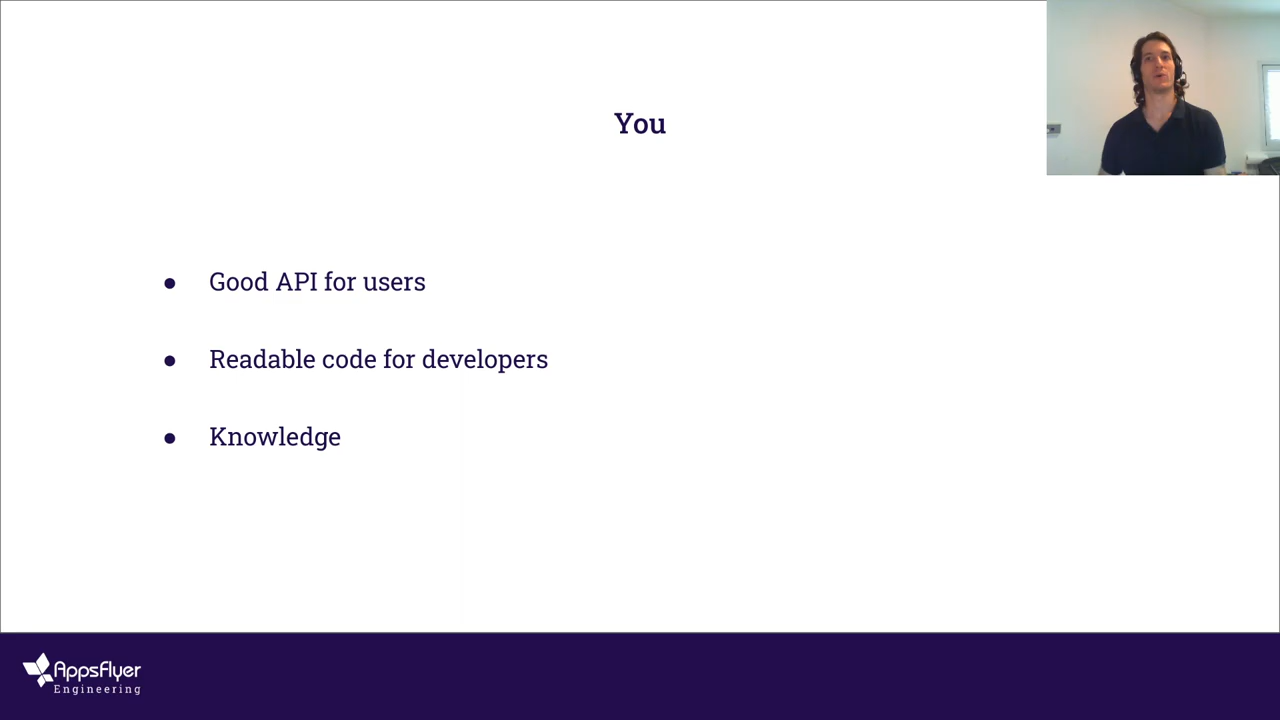 You
● Good API for users
● Readable code for developers
● Knowledge
AppsFlyer
Engineering